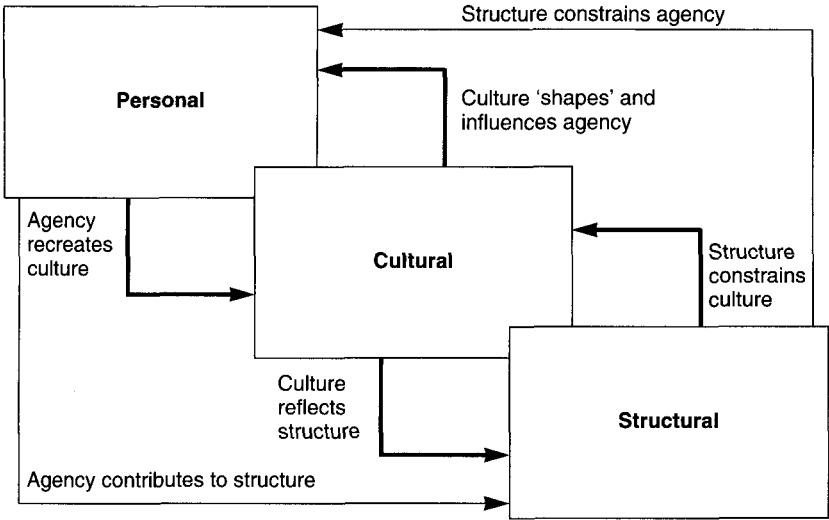 Structure constrains agency
Personal
Culture ‘shapes’ and
influences agency
Agency
recreates
culture
Cultural
Structure
constrains
culture
Culture
reflects
structure
Structural
Agency contributes to structure